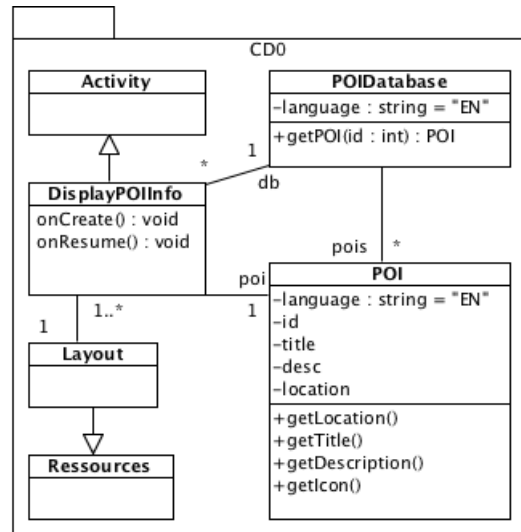 CD0
Activity
POIDatabase
-language : string = "EN"
+getPOI(id : int) : POI
*
1
db
DisplayPOIInfo
onCreate() : void
onResume() : void
pois
*
poi
1
1..*
1
POI
-language : string = "EN"
-id
-title
-desc
-location
+getLocation()
+getTitle()
+getDescription()
+getIcon()
Layout
Ressources